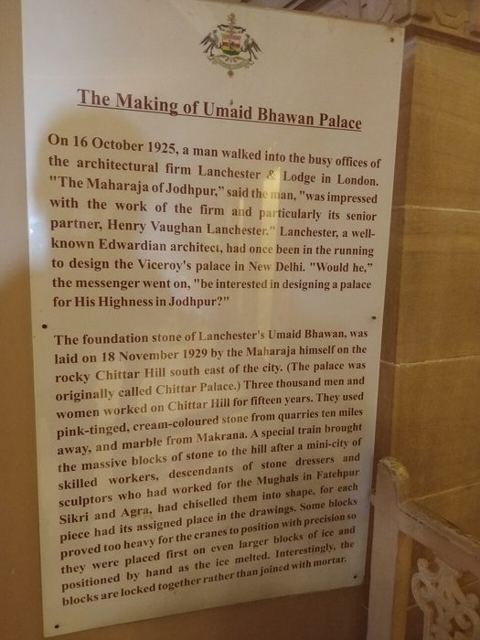 The Making of Umaid Bhawan Palace
On 16 October 1925, a man walked into the busy offices of
the architectural firm Lanchester & Lodge in London.
"The Maharaja of Jodhpur," said the man, "was impressed
with the work of the firm and particularly its senior
partner, Henry Vaughan Lanchester." Lanchester, a well-
known Edwardian architect, had once been in the running
to design the Viceroy's palace in New Delhi. "Would he,"
the messenger went on, "be interested in designing a palace
for His Highness in Jodhpur?"
The foundation stone of Lanchester's Umaid Bhawan, was
laid on 18 November 1929 by the Maharaja himself on the
rocky Chittar Hill south east of the city. (The palace was
originally called Chittar Palace.) Three thousand men and
women worked on Chittar Hill for fifteen years. They used
pink-tinged, cream-coloured stone from quarries ten miles
away, and marble from Makrana. A special train brought
the massive blocks of stone to the hill after a mini-city of
skilled workers, descendants of stone dressers and
sculptors who had worked for the Mughals in Fatehpur
Sikri and Agra, had chiselled them into shape, for each
piece had its assigned place in the drawings. Some blocks
proved too heavy for the cranes to position with precision so
they were placed first on even larger blocks of ice and
positioned by hand as the ice melted. Interestingly, the
blocks are locked together rather than joined with mortar.